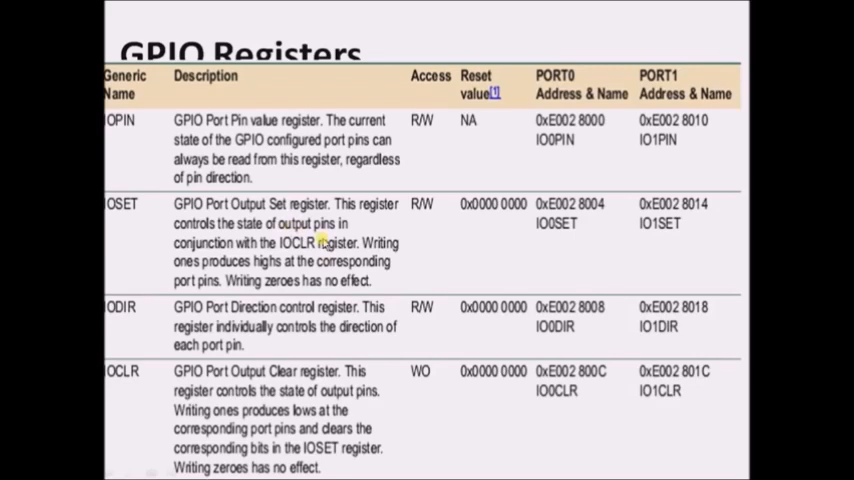 GPIO Registers
Generic Description Access Reset PORT0 PORT1
Name value[1] Address & Name Address & Name
IOPIN GPIO Port Pin value register. The current R/W NA 0xE002 8000 0xE002 8010
state of the GPIO configured port pins can IO0PIN IO1PIN
always be read from this register, regardless
of pin direction.
IOSET GPIO Port Output Set register. This register R/W 0x0000 0000 0xE002 8004 0xE002 8014
controls the state of output pins in IO0SET IO1SET
conjunction with the IOCLR register. Writing
ones produces highs at the corresponding
port pins. Writing zeroes has no effect.
IODIR GPIO Port Direction control register. This R/W 0x0000 0000 0xE002 8008 0xE002 8018
register individually controls the direction of IO0DIR IO1DIR
each port pin.
IOCLR GPIO Port Output Clear register. This WO 0x0000 0000 0xE002 800C 0xE002 801C
register controls the state of output pins. IO0CLR IO1CLR
Writing ones produces lows at the
corresponding port pins and clears the
corresponding bits in the IOSET register.
Writing zeroes has no effect.